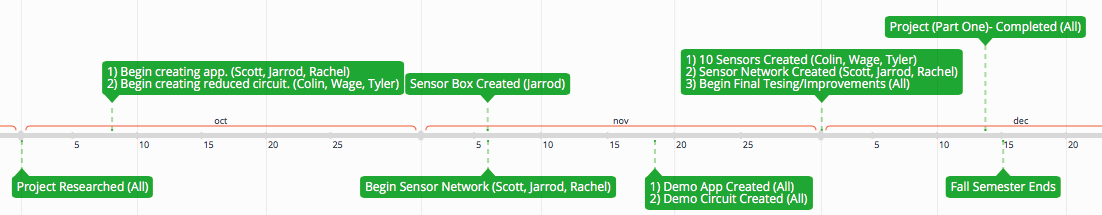 Project (Part One)- Completed (All)
1) Begin creating app. (Scott, Jarrod, Rachel)
2) Begin creating reduced circuit. (Colin, Wage, Tyler)
Sensor Box Created (Jarrod)
1) 10 Sensors Created (Colin, Wage, Tyler)
2) Sensor Network Created (Scott, Jarrod, Rachel)
3) Begin Final Tesing/Improvements (All)
oct
nov
dec
5 10 15 20 25 5 10 15 20 25 5 10 15 20
Project Researched (All)
Begin Sensor Network (Scott, Jarrod, Rachel)
1) Demo App Created (All)
2) Demo Circuit Created (All)
Fall Semester Ends